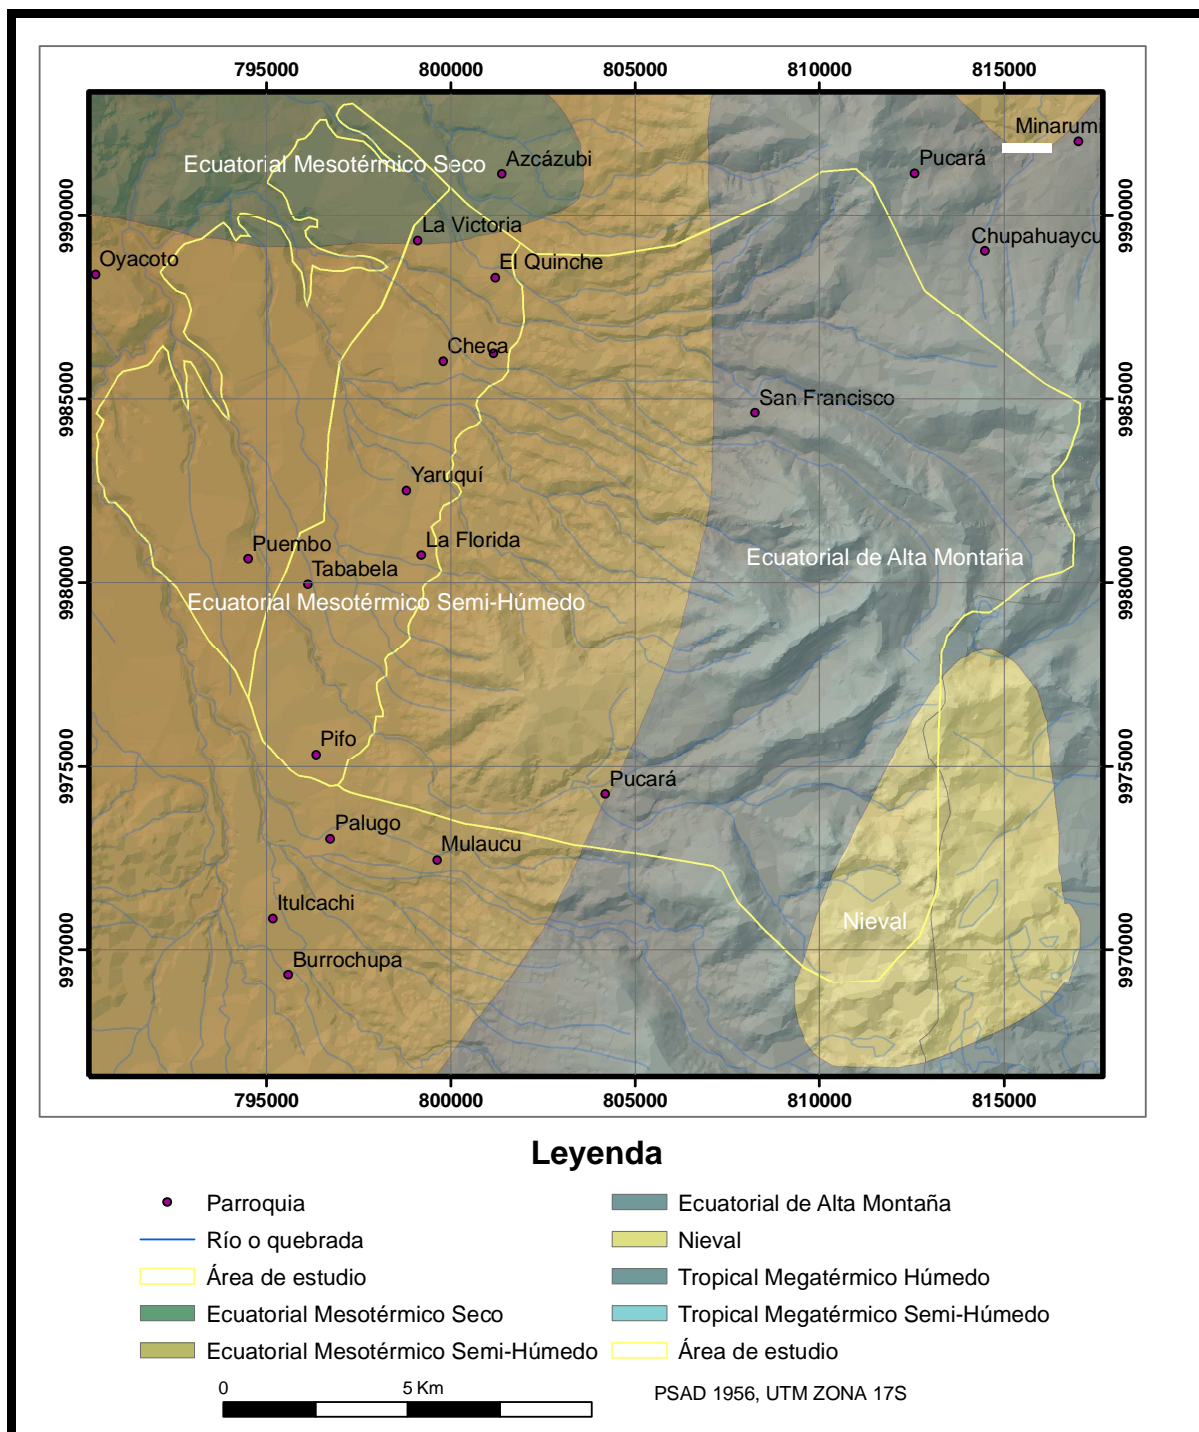 795000 800000 805000 810000 815000
Minarumi
Ecuatorial Mesotérmico Seco
Azcázubi
Pucará
9990000
9990000
La Victoria
Chupahuaycu
Oyacoto
El Quinche
Checa
9985000
9985000
San Francisco
Yaruquí
Puembo
La Florida
Tababela
Ecuatorial de Alta Montaña
9980000
9980000
Ecuatorial Mesotérmico Semi-Húmedo
Pifo
9975000
9975000
Pucará
Palugo
Mulaucu
Itulcachi
Nieval
9970000
9970000
Burrochupa
795000 800000 805000 810000 815000
Leyenda
Parroquia
Río o quebrada
Área de estudio
Ecuatorial Mesotérmico Seco
Ecuatorial Mesotérmico Semi-Húmedo
Ecuatorial de Alta Montaña
Nieval
Tropical Megatérmico Húmedo
Tropical Megatérmico Semi-Húmedo
Área de estudio
0 5 Km
PSAD 1956, UTM ZONA 17S